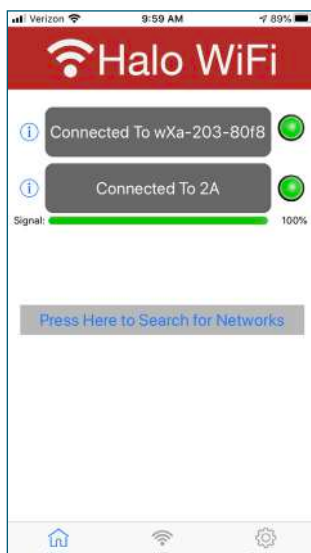 Verizon 9:59 AM 89%
Halo WiFi
Connected To wXa-203-80f8
Connected To 2A
Signal: 100%
Press Here to Search for Networks